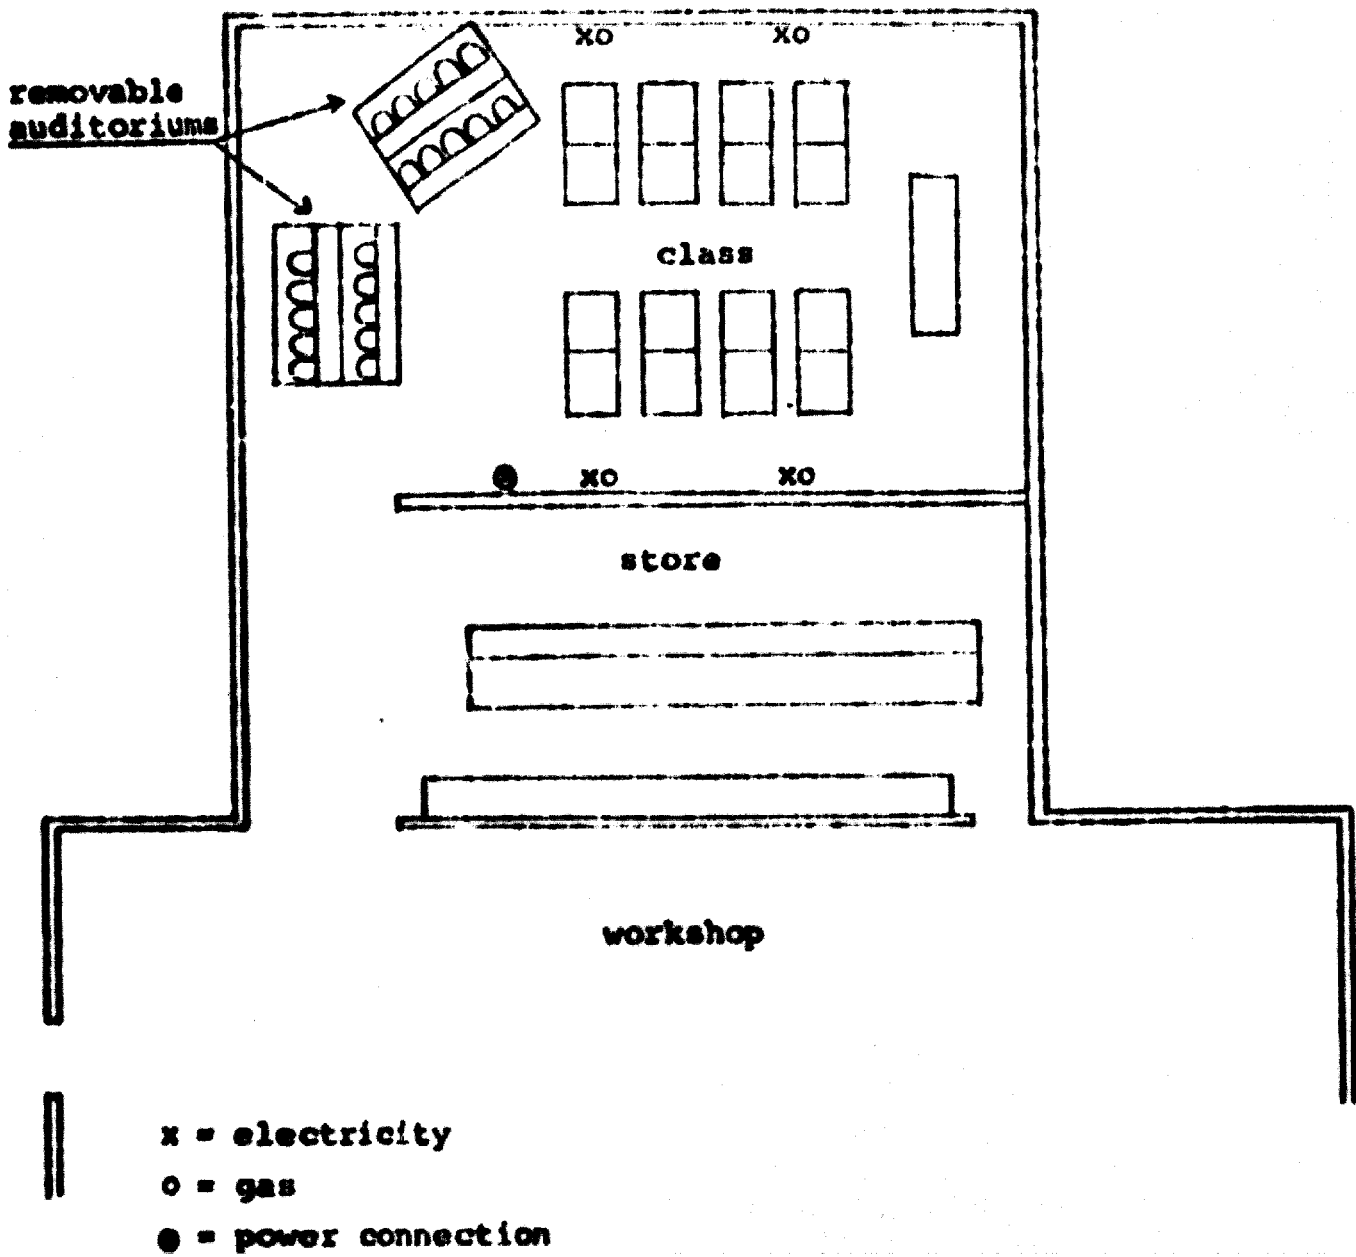 xo xo
removable
auditoriums
class
xo xo
store
workshop
x = electricity
o = gas
● = power connection